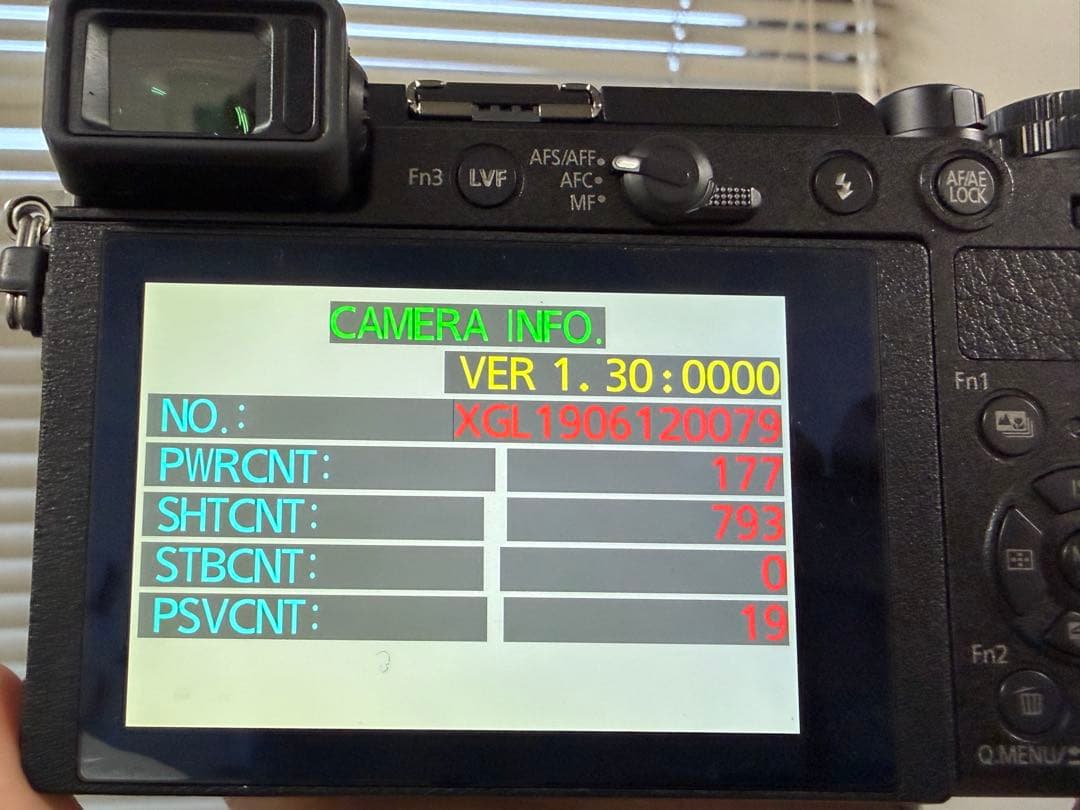 Fn3 LVF AFS/AFF
AFC
MF
AF/AE
LOCK
CAMERA INFO.
VER 1.30:0000
NO.: XGL1906120079
PWRCNT: 177
SHTCNT: 793
STBCNT: 0
PSVCNT: 19
Fn1
Fn2
Q.MENU/